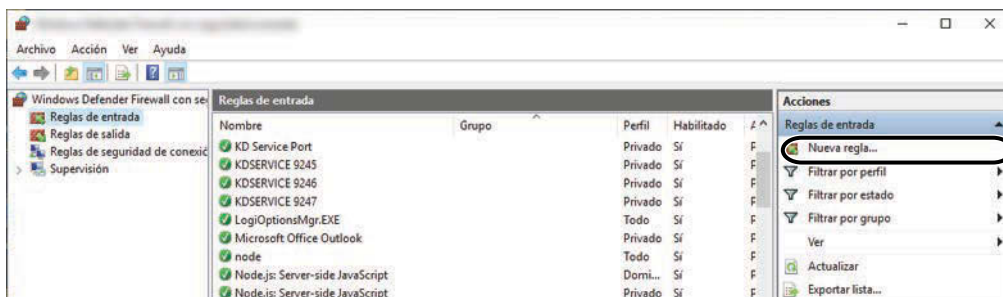 Archivo Acción Ver Ayuda
Windows Defender Firewall con se
Reglas de entrada
Reglas de salida
Reglas de seguridad de conexić
Supervisión
Reglas de entrada
Nombre Grupo Perfil Habilitado
KD Service Port Privado Sí
KDSERVICE 9245 Privado Sí
KDSERVICE 9246 Privado Sí
KDSERVICE 9247 Privado Sí
LogiOptionsMgr.EXE Todo Sí
Microsoft Office Outlook Privado Sí
node Todo Sí
Node.js: Server-side JavaScript Domi... Sí
Node.js: Server-side JavaScript Privado Sí
Acciones
Reglas de entrada
Nueva regla...
Filtrar por perfil
Filtrar por estado
Filtrar por grupo
Ver
Actualizar
Exportar lista...